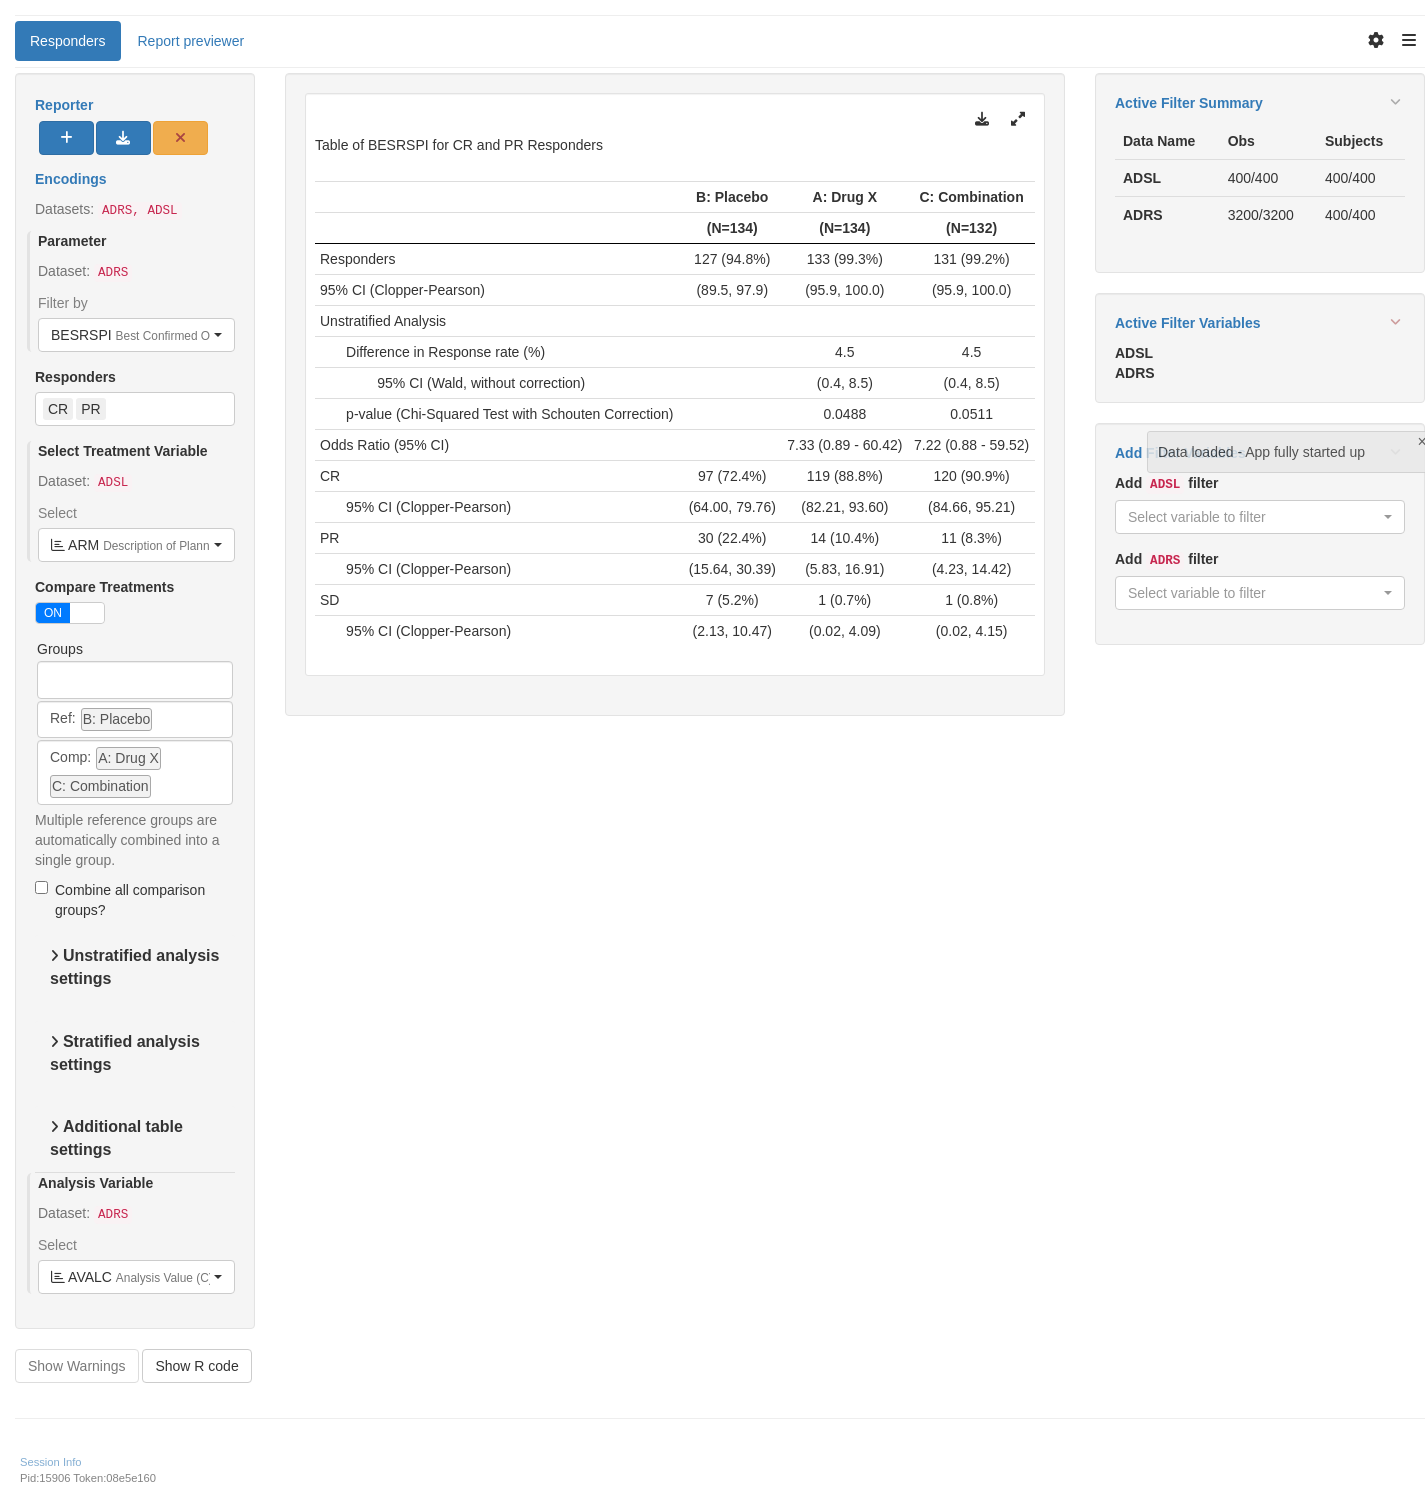 Responders
Report previewer
Reporter
Encodings
Datasets: ADRS, ADSL
Parameter
Dataset: ADRS
Filter by
BESRSPI Best Confirmed O
Responders
CR PR
Select Treatment Variable
Dataset: ADSL
Select
ARM Description of Plann
Compare Treatments
ON
Groups
Ref: B: Placebo
Comp: A: Drug X
C: Combination
Multiple reference groups are
automatically combined into a
single group.
Combine all comparison
groups?
Unstratified analysis
settings
Stratified analysis
settings
Additional table
settings
Analysis Variable
Dataset: ADRS
Select
AVALC Analysis Value (C)
Show Warnings
Show R code
Table of BESRSPI for CR and PR Responders
B: Placebo A: Drug X C: Combination
(N=134) (N=134) (N=132)
Responders 127 (94.8%) 133 (99.3%) 131 (99.2%)
95% CI (Clopper-Pearson) (89.5, 97.9) (95.9, 100.0) (95.9, 100.0)
Unstratified Analysis
Difference in Response rate (%) 4.5 4.5
95% CI (Wald, without correction) (0.4, 8.5) (0.4, 8.5)
p-value (Chi-Squared Test with Schouten Correction) 0.0488 0.0511
Odds Ratio (95% CI) 7.33 (0.89 - 60.42) 7.22 (0.88 - 59.52)
CR 97 (72.4%) 119 (88.8%) 120 (90.9%)
95% CI (Clopper-Pearson) (64.00, 79.76) (82.21, 93.60) (84.66, 95.21)
PR 30 (22.4%) 14 (10.4%) 11 (8.3%)
95% CI (Clopper-Pearson) (15.64, 30.39) (5.83, 16.91) (4.23, 14.42)
SD 7 (5.2%) 1 (0.7%) 1 (0.8%)
95% CI (Clopper-Pearson) (2.13, 10.47) (0.02, 4.09) (0.02, 4.15)
Active Filter Summary
Data Name Obs Subjects
ADSL 400/400 400/400
ADRS 3200/3200 400/400
Active Filter Variables
ADSL
ADRS
Add
Data loaded - App fully started up
×
Add ADSL filter
Select variable to filter
Add ADRS filter
Select variable to filter
Session Info
Pid:15906 Token:08e5e160